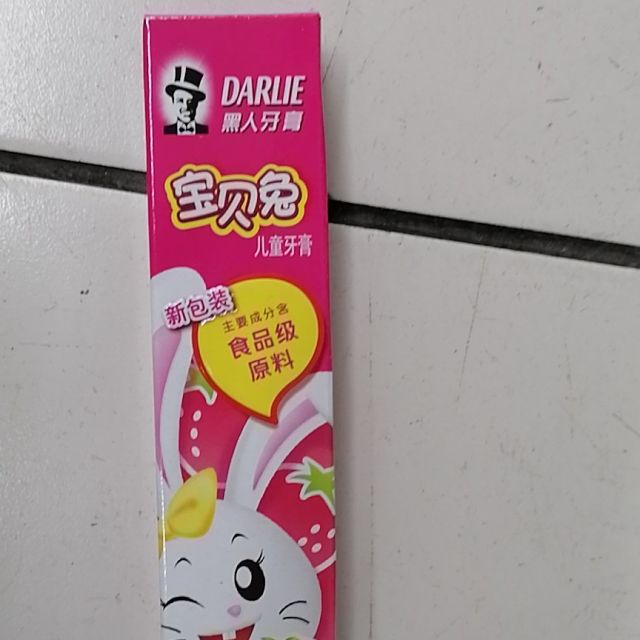 DARLIE
黑人牙膏
宝贝兔
儿童牙膏
新包装
主要成分含
食品级
原料